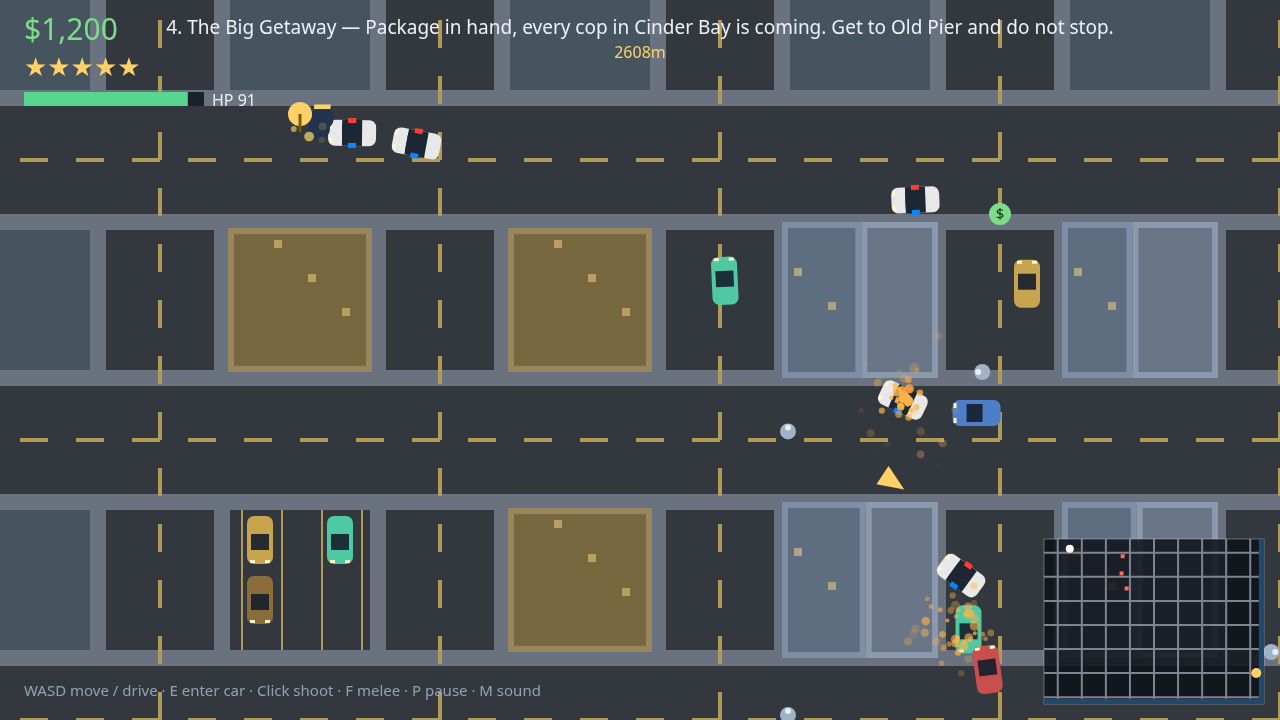 $1,200
4. The Big Getaway — Package in hand, every cop in Cinder Bay is coming. Get to Old Pier and do not stop.
2608m
★★★★★
HP 91
$
WASD move / drive · E enter car · Click shoot · F melee · P pause · M sound